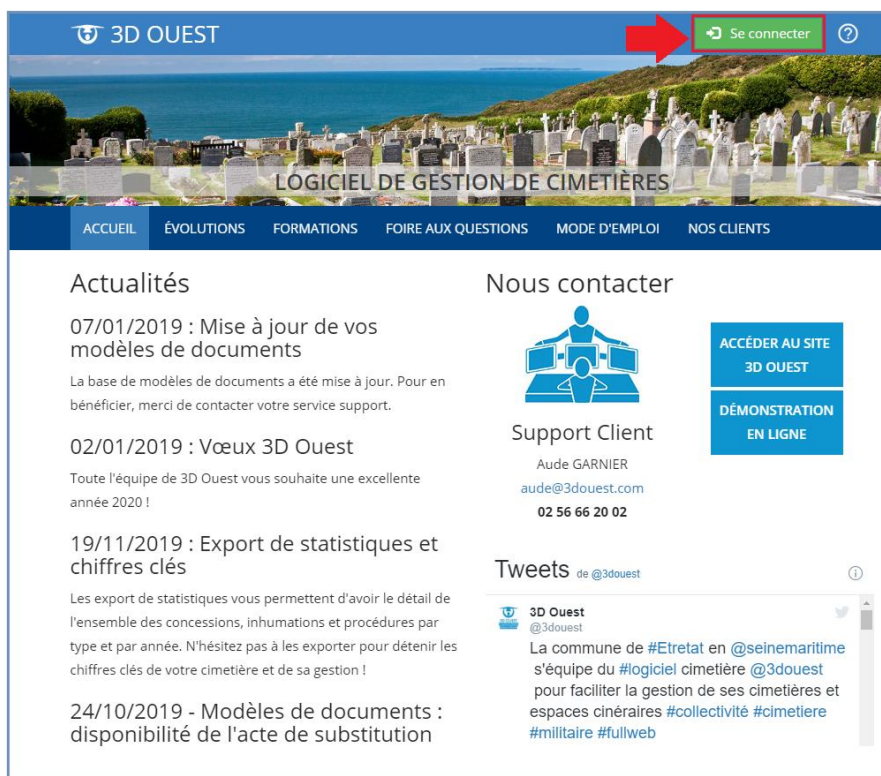 3D OUEST
Se connecter
LOGICIEL DE GESTION DE CIMETIÈRES
ACCUEIL ÉVOLUTIONS FORMATIONS FOIRE AUX QUESTIONS MODE D'EMPLOI NOS CLIENTS
Actualités
07/01/2019 : Mise à jour de vos
modèles de documents
La base de modèles de documents a été mise à jour. Pour en
bénéficier, merci de contacter votre service support.
02/01/2019 : Vœux 3D Ouest
Toute l'équipe de 3D Ouest vous souhaite une excellente
année 2020 !
19/11/2019 : Export de statistiques et
chiffres clés
Les export de statistiques vous permettent d'avoir le détail de
l'ensemble des concessions, inhumations et procédures par
type et par année. N'hésitez pas à les exporter pour détenir les
chiffres clés de votre cimetière et de sa gestion !
24/10/2019 - Modèles de documents :
disponibilité de l'acte de substitution
Nous contacter
Support Client
Aude GARNIER
aude@3douest.com
02 56 66 20 02
ACCÉDER AU SITE
3D OUEST
DÉMONSTRATION
EN LIGNE
Tweets de @3douest
3D Ouest
@3douest
La commune de #Etretat en @seinemaritime
s'équipe du #logiciel cimetière @3douest
pour faciliter la gestion de ses cimetières et
espaces cinéraires #collectivité #cimetiere
#militaire #fullweb